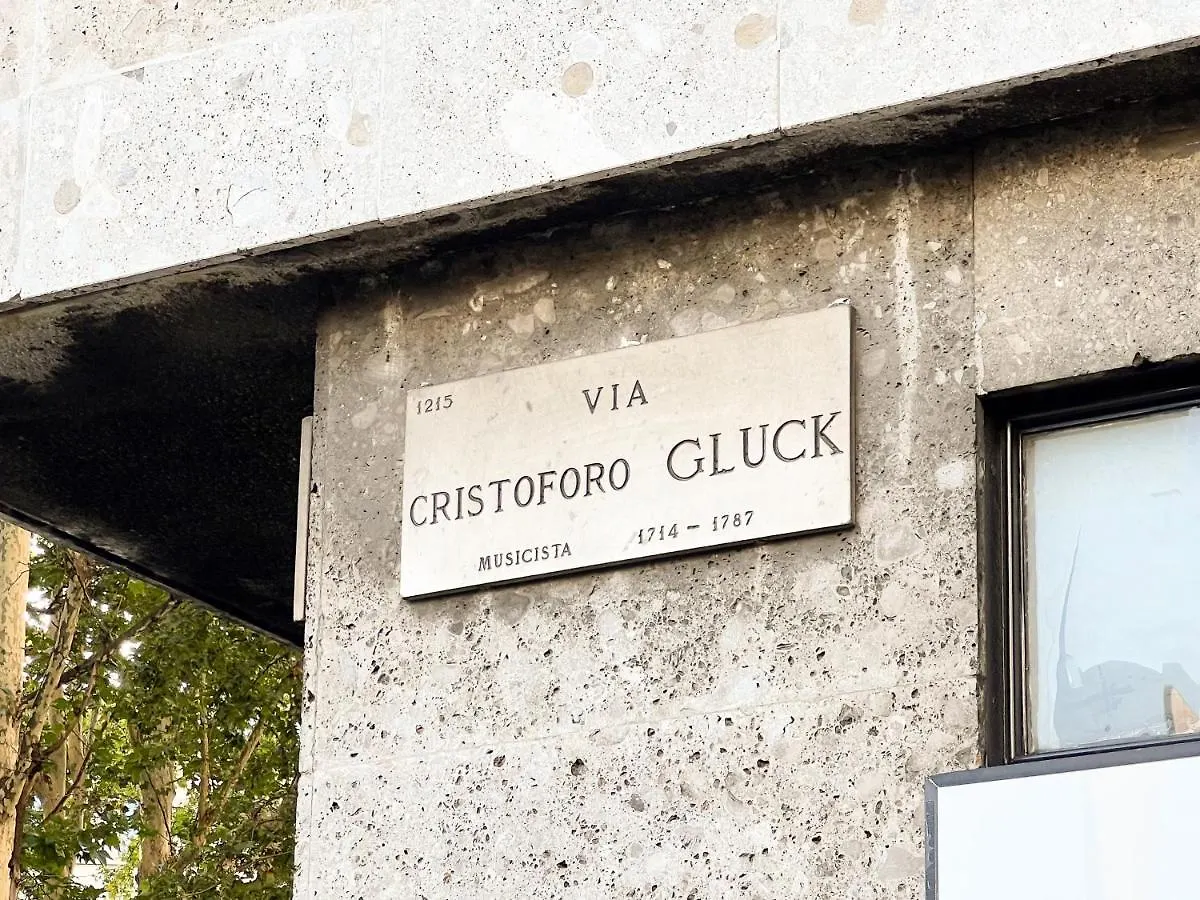 1215
VIA
CRISTOFORO GLUCK
MUSICISTA 1714 – 1787